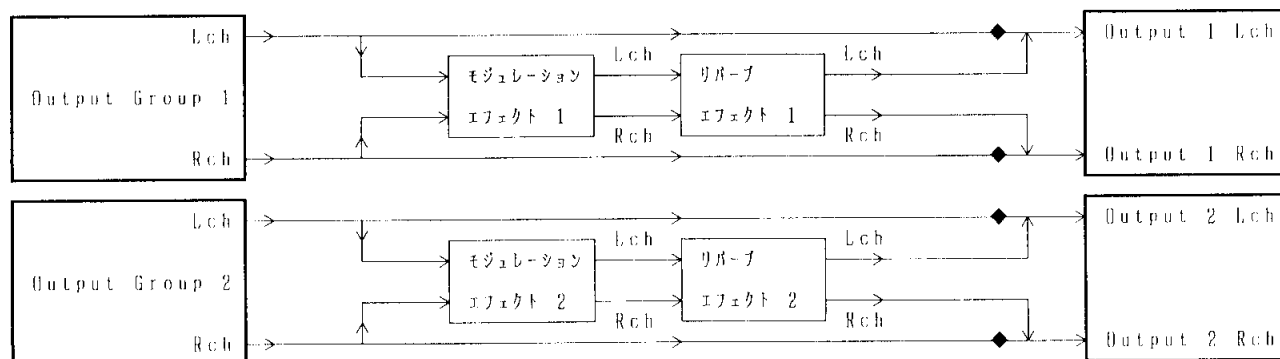 Lch
Output Group 1
Rch
モジュレーション
エフェクト 1
Lch
Rch
リバーブ
エフェクト 1
Lch
Rch
Output 1 Lch
Output 1 Rch
Lch
Output Group 2
Rch
モジュレーション
エフェクト 2
Lch
Rch
リバーブ
エフェクト 2
Lch
Rch
Output 2 Lch
Output 2 Rch